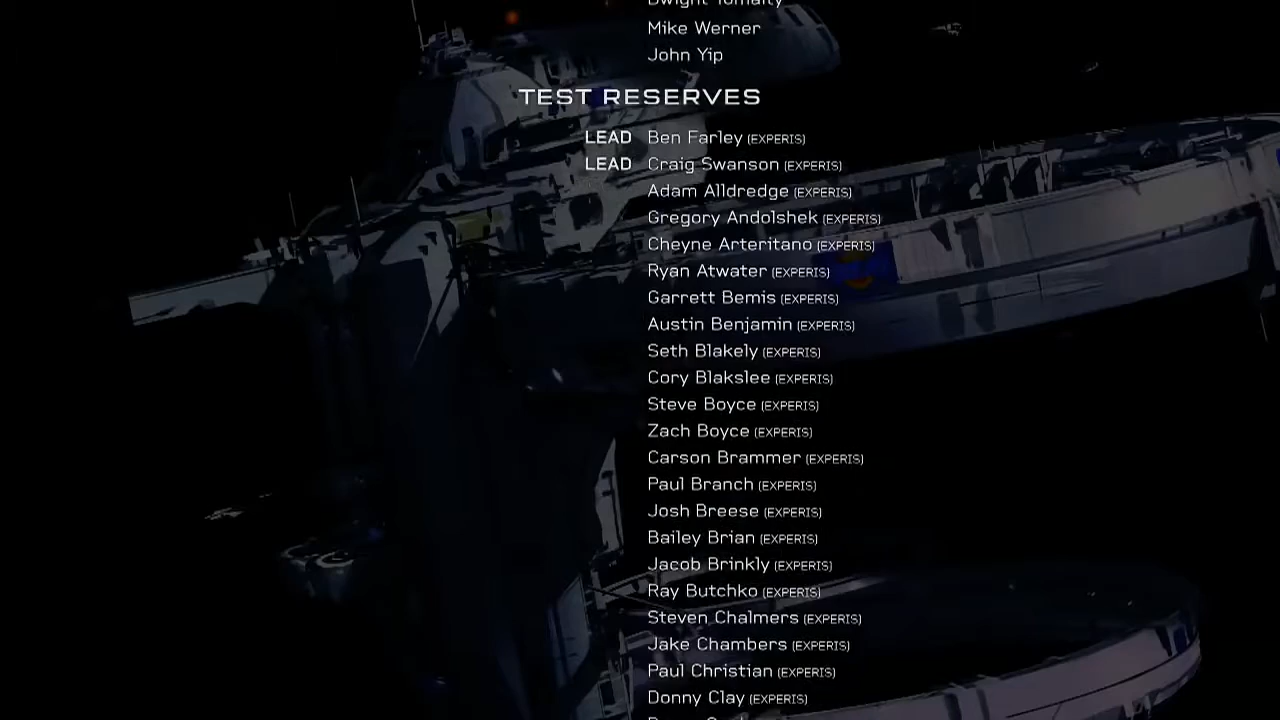 Mike Werner
John Yip
TEST RESERVES
LEAD Ben Farley (EXPERIS)
LEAD Craig Swanson (EXPERIS)
Adam Alldredge (EXPERIS)
Gregory Andolshek (EXPERIS)
Cheyne Arteritano (EXPERIS)
Ryan Atwater (EXPERIS)
Garrett Bemis (EXPERIS)
Austin Benjamin (EXPERIS)
Seth Blakely (EXPERIS)
Cory Blakslee (EXPERIS)
Steve Boyce (EXPERIS)
Zach Boyce (EXPERIS)
Carson Brammer (EXPERIS)
Paul Branch (EXPERIS)
Josh Breese (EXPERIS)
Bailey Brian (EXPERIS)
Jacob Brinkly (EXPERIS)
Ray Butchko (EXPERIS)
Steven Chalmers (EXPERIS)
Jake Chambers (EXPERIS)
Paul Christian (EXPERIS)
Donny Clay (EXPERIS)